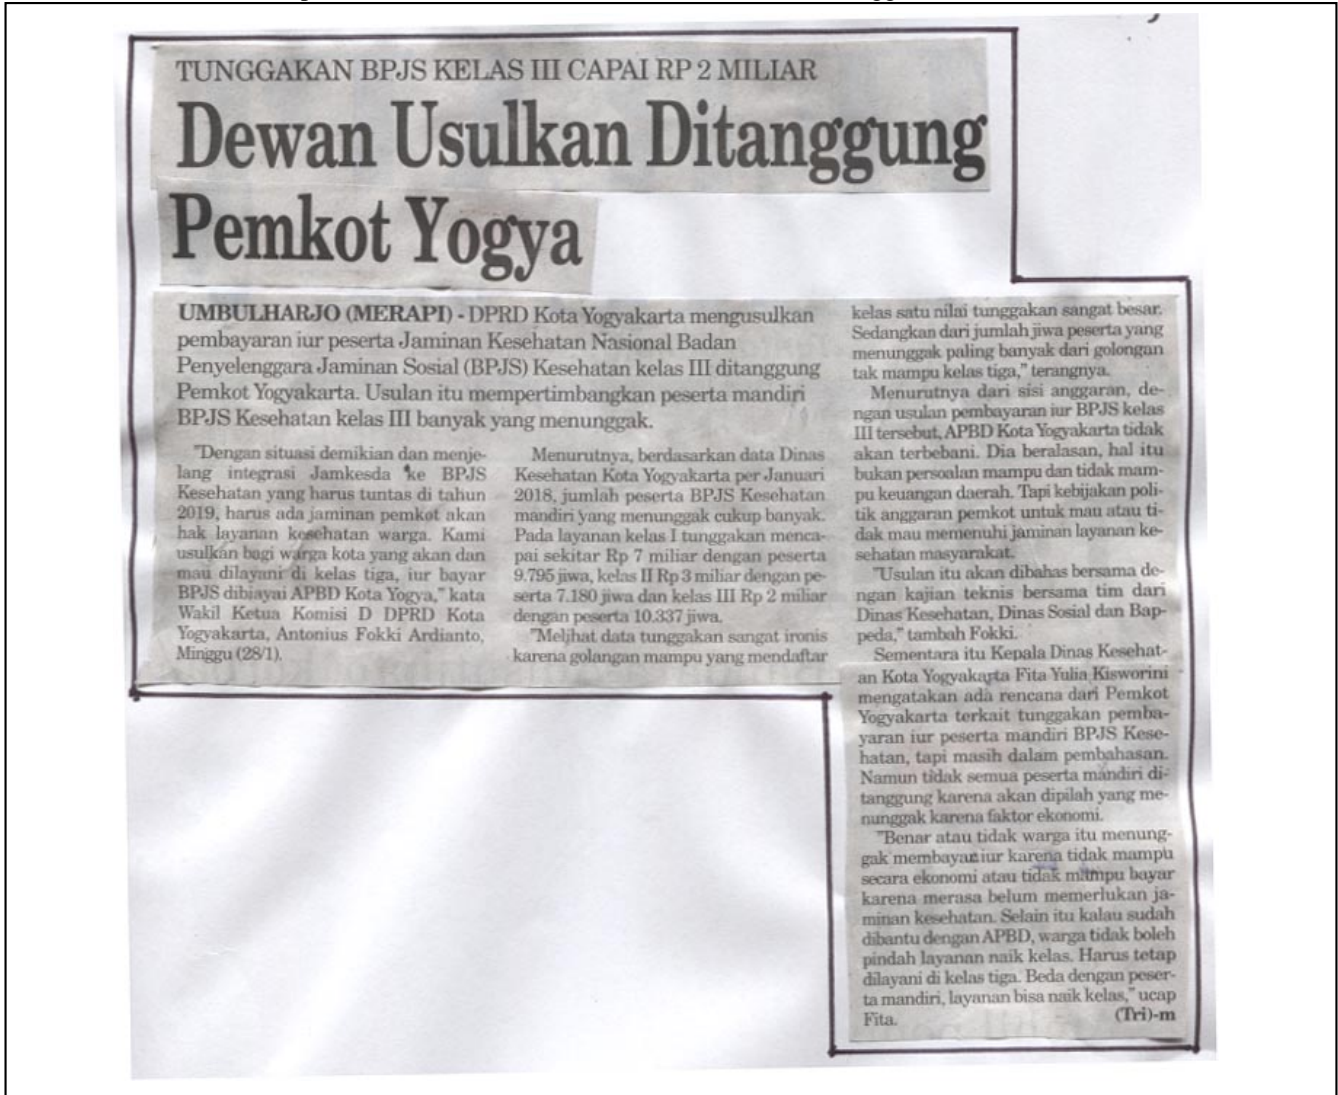 TUNGGAKAN BPJS KELAS III CAPAI RP 2 MILIAR
Dewan Usulkan Ditanggung
Pemkot Yogya
UMBULHARJO (MERAPI) - DPRD Kota Yogyakarta mengusulkan
pembayaran iur peserta Jaminan Kesehatan Nasional Badan
Penyelenggara Jaminan Sosial (BPJS) Kesehatan kelas III ditanggung
Pemkot Yogyakarta. Usulan itu mempertimbangkan peserta mandiri
BPJS Kesehatan kelas III banyak yang menunggak.
"Dengan situasi demikian dan menje-
lang integrasi Jamkesda ke BPJS
Kesehatan yang harus tuntas di tahun
2019, harus ada jaminan pemkot akan
hak layanan kesehatan warga. Kami
usulkan bagi warga kota yang akan dan
mau dilayani di kelas tiga, iur bayar
BPJS dibiayai APBD Kota Yogya," kata
Wakil Ketua Komisi D DPRD Kota
Yogyakarta, Antonius Fokki Ardianto,
Minggu (28/1).
Menurutnya, berdasarkan data Dinas
Kesehatan Kota Yogyakarta per Januari
2018, jumlah peserta BPJS Kesehatan
mandiri yang menunggak cukup banyak.
Pada layanan kelas I tunggakan menca-
pai sekitar Rp 7 miliar dengan peserta
9.795 jiwa, kelas II Rp 3 miliar dengan pe-
serta 7.180 jiwa dan kelas III Rp 2 miliar
dengan peserta 10.337 jiwa.
"Meljhat data tunggakan sangat ironis
karena golangan mampu yang mendaftar
kelas satu nilai tunggakan sangat besar.
Sedangkan dari jumlah jiwa peserta yang
menunggak paling banyak dari golongan
tak mampu kelas tiga," terangnya.
Menurutnya dari sisi anggaran, de-
ngan usulan pembayaran iur BPJS kelas
III tersebut, APBD Kota Yogyakarta tidak
akan terbebani. Dia beralasan, hal itu
bukan persoalan mampu dan tidak mam-
pu keuangan daerah. Tapi kebijakan poli-
tik anggaran pemkot untuk mau atau ti-
dak mau memenuhi jaminan layanan ke-
sehatan masyarakat.
"Usulan itu akan dibahas bersama de-
ngan kajian teknis bersama tim dari
Dinas Kesehatan, Dinas Sosial dan Bap-
peda," tambah Fokki.
Sementara itu Kepala Dinas Kesehat-
an Kota Yogyakarta Fita Yulia Kisworini
mengatakan ada rencana dari Pemkot
Yogyakarta terkait tunggakan pemba-
yaran iur peserta mandiri BPJS Kese-
hatan, tapi masih dalam pembahasan.
Namun tidak semua peserta mandiri di-
tanggung karena akan dipilah yang me-
nunggak karena faktor ekonomi.
"Benar atau tidak warga itu menung-
gak membayar iur karena tidak mampu
secara ekonomi atau tidak mampu bayar
karena merasa belum memerlukan ja-
minan kesehatan. Selain itu kalau sudah
dibantu dengan APBD, warga tidak boleh
pindah layanan naik kelas. Harus tetap
dilayani di kelas tiga. Beda dengan peser-
ta mandiri, layanan bisa naik kelas," ucap
Fita. (Tri)-m